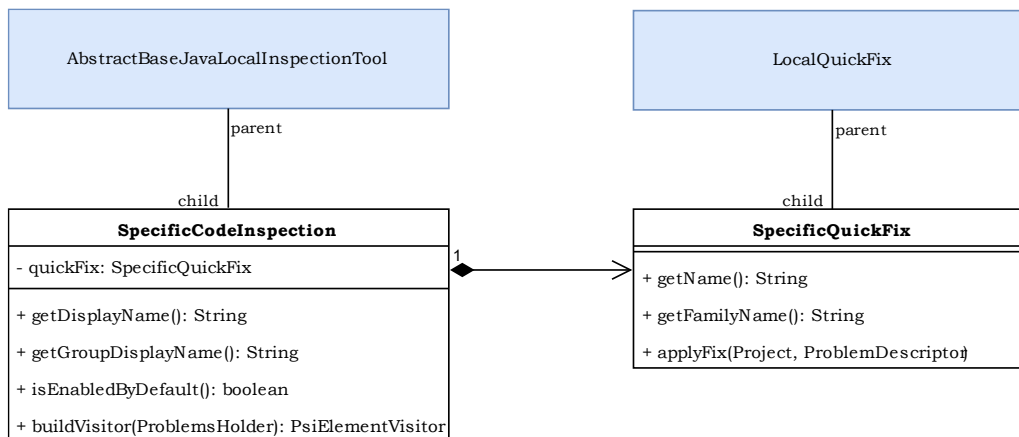 AbstractBaseJavaLocalInspectionTool
LocalQuickFix
parent
parent
child
child
SpecificCodeInspection
- quickFix: SpecificQuickFix
+ getDisplayName(): String
+ getGroupDisplayName(): String
+ isEnabledByDefault(): boolean
+ buildVisitor(ProblemsHolder): PsiElementVisitor
1
SpecificQuickFix
+ getName(): String
+ getFamilyName(): String
+ applyFix(Project, ProblemDescriptor)